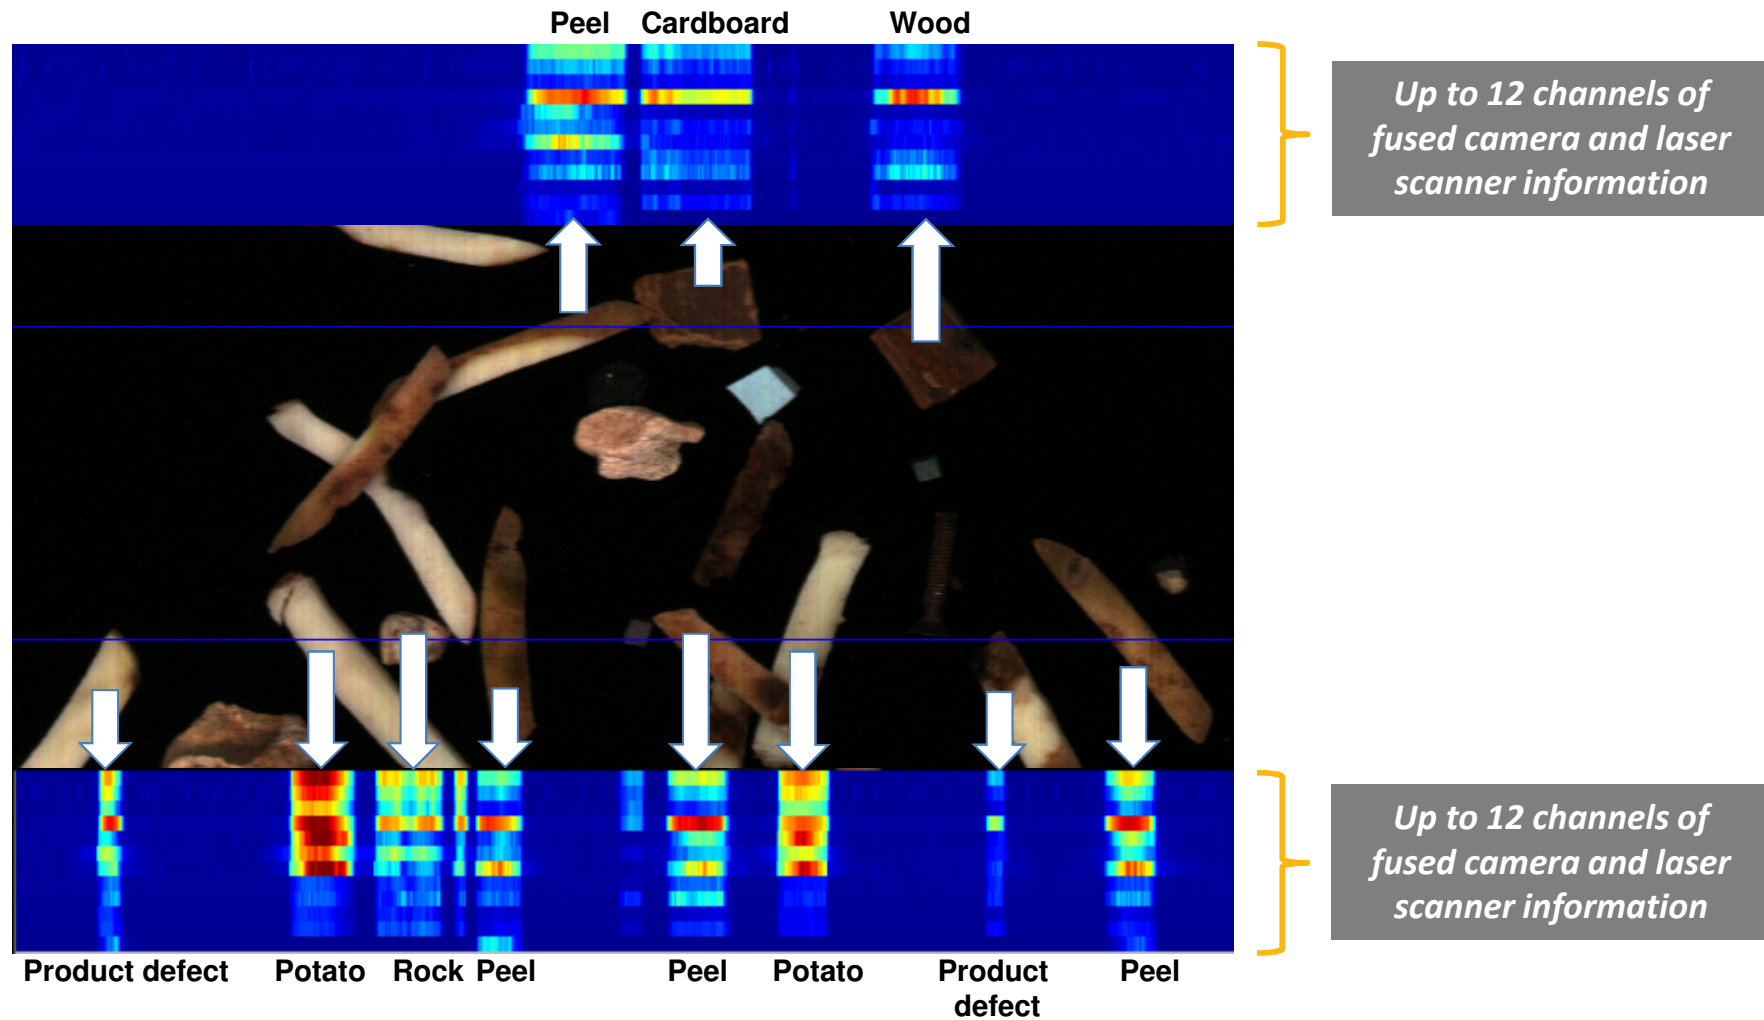 Peel Cardboard Wood
Up to 12 channels of
fused camera and laser
scanner information
Up to 12 channels of
fused camera and laser
scanner information
Product defect Potato Rock Peel Peel Potato Product Peel
defect